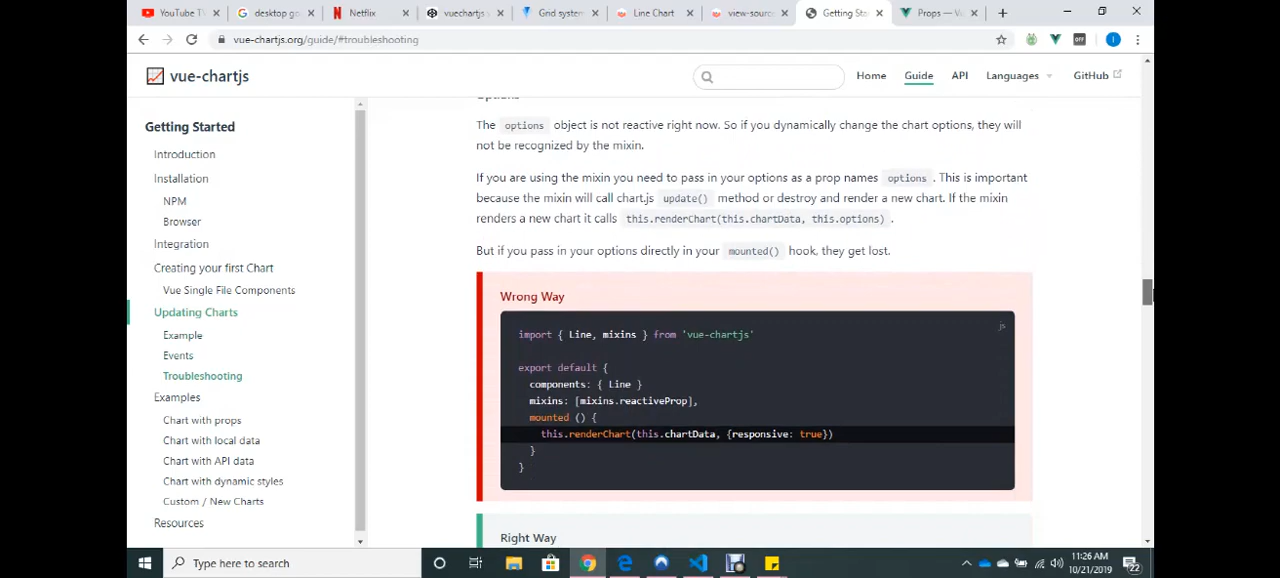 YouTube T
desktop go
Netflix
vuechartjs
Grid system
Line Chart
view-sourc
Getting Sta
Props — V
vue-chartjs.org/guide/#troubleshooting
OFF
I
vue-chartjs
Home
Guide
API
Languages
GitHub
Getting Started
Introduction
Installation
NPM
Browser
Integration
Creating your first Chart
Vue Single File Components
Updating Charts
Example
Events
Troubleshooting
Examples
Chart with props
Chart with local data
Chart with API data
Chart with dynamic styles
Custom / New Charts
Resources
Options
The options object is not reactive right now. So if you dynamically change the chart options, they will
not be recognized by the mixin.
If you are using the mixin you need to pass in your options as a prop names options. This is important
because the mixin will call chart.js update() method or destroy and render a new chart. If the mixin
renders a new chart it calls this.renderChart(this.chartData, this.options).
But if you pass in your options directly in your mounted() hook, they get lost.
Wrong Way
js
import { Line, mixins } from 'vue-chartjs'
export default {
components: { Line }
mixins: [mixins.reactiveProp],
mounted () {
this.renderChart(this.chartData, {responsive: true})
}
}
Right Way
Type here to search
11:26 AM
10/21/2019
22